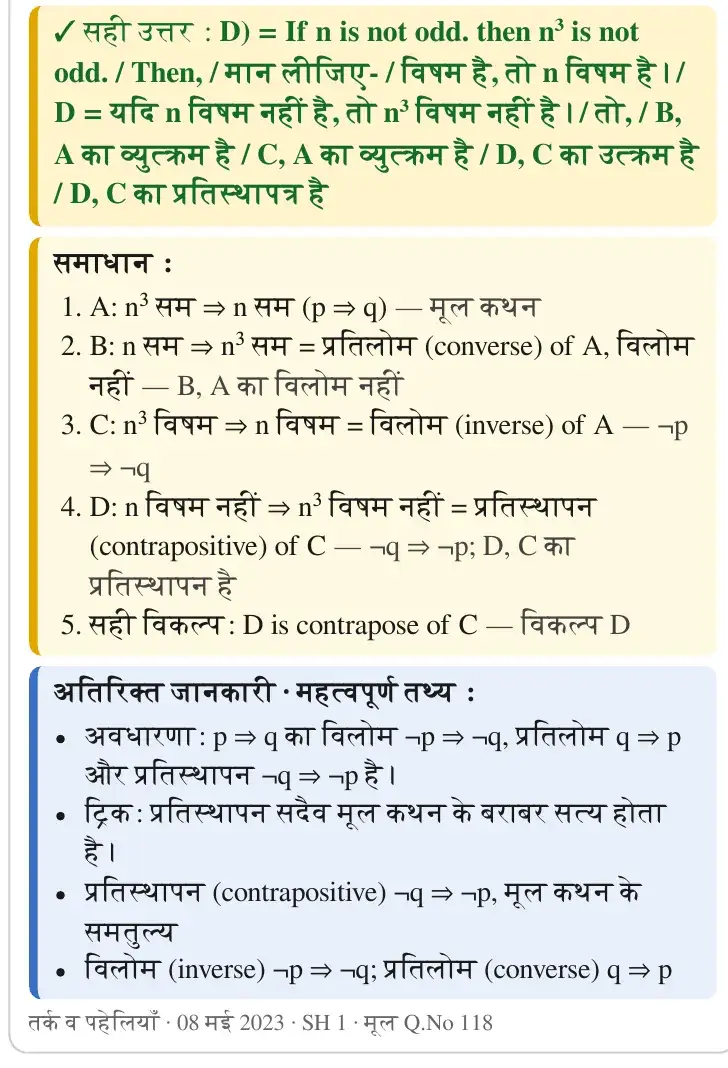 ✓ सही उत्तर : D) = If n is not odd. then n³ is not
odd. / Then, / मान लीजिए- / विषम है, तो n विषम है। /
D = यदि n विषम नहीं है, तो n³ विषम नहीं है। / तो, / B,
A का व्युत्क्रम है / C, A का व्युत्क्रम है / D, C का उत्क्रम है
/ D, C का प्रतिस्थापत्र है
समाधान :
1. A: n³ सम ⇒ n सम (p ⇒ q) — मूल कथन
2. B: n सम ⇒ n³ सम = प्रतिलोम (converse) of A, विलोम
नहीं — B, A का विलोम नहीं
3. C: n³ विषम ⇒ n विषम = विलोम (inverse) of A — ¬p
⇒ ¬q
4. D: n विषम नहीं ⇒ n³ विषम नहीं = प्रतिस्थापन
(contrapositive) of C — ¬q ⇒ ¬p; D, C का
प्रतिस्थापन है
5. सही विकल्प : D is contrapose of C — विकल्प D
अतिरिक्त जानकारी · महत्वपूर्ण तथ्य :
• अवधारणा : p ⇒ q का विलोम ¬p ⇒ ¬q, प्रतिलोम q ⇒ p
और प्रतिस्थापन ¬q ⇒ ¬p है।
• ट्रिक : प्रतिस्थापन सदैव मूल कथन के बराबर सत्य होता
है।
• प्रतिस्थापन (contrapositive) ¬q ⇒ ¬p, मूल कथन के
समतुल्य
• विलोम (inverse) ¬p ⇒ ¬q; प्रतिलोम (converse) q ⇒ p
तर्क व पहेलियाँ · 08 मई 2023 · SH 1 · मूल Q.No 118